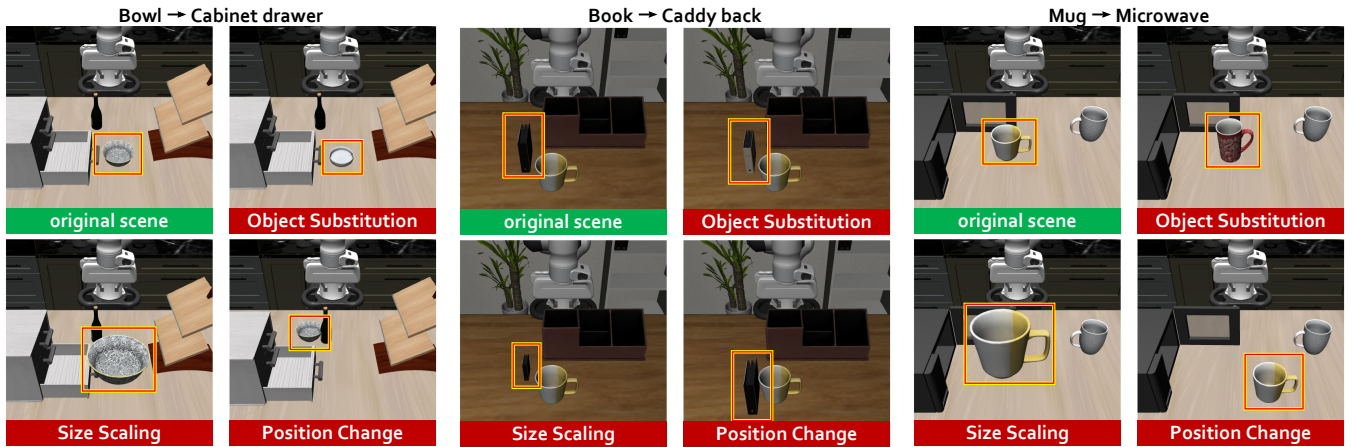 Bowl → Cabinet drawer
Book → Caddy back
Mug → Microwave
original scene
Object Substitution
original scene
Object Substitution
original scene
Object Substitution
Size Scaling
Position Change
Size Scaling
Position Change
Size Scaling
Position Change